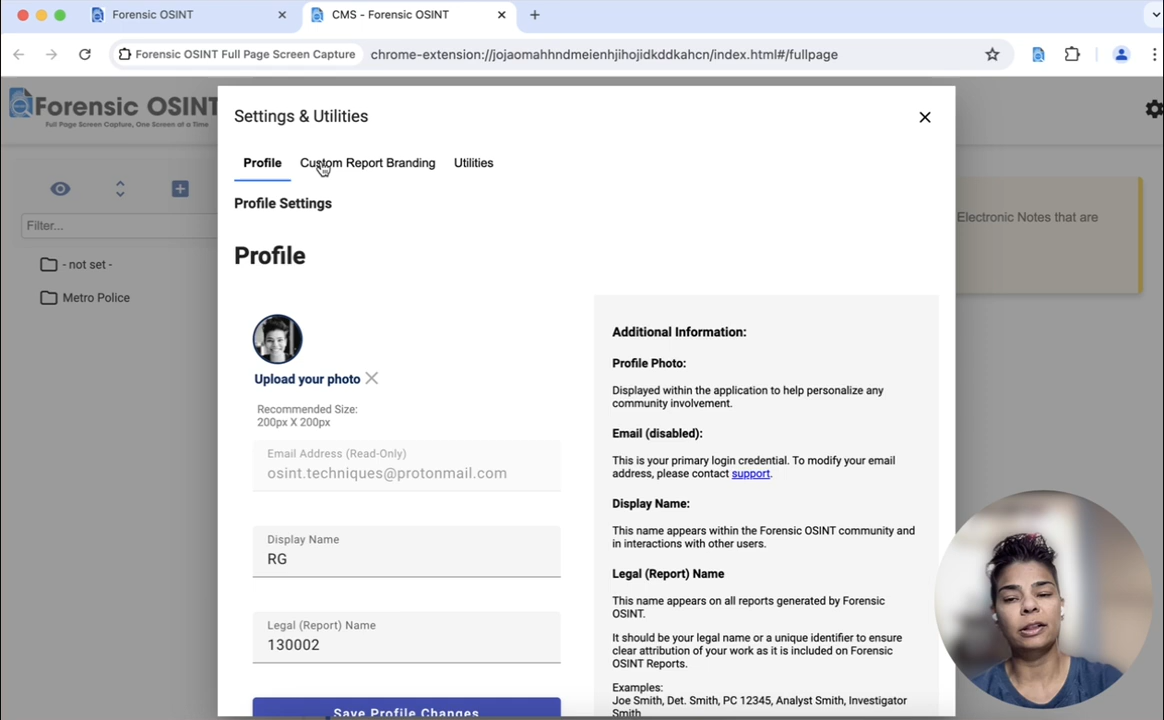 Forensic OSINT
CMS - Forensic OSINT
Forensic OSINT Full Page Screen Capture
chrome-extension://jojaomahhndmeienhjihojidkddkahcn/index.html#/fullpage
Forensic OSINT
Full Page Screen Capture, One Screen at a Time
Filter...
- not set -
Metro Police
Electronic Notes that are
Settings & Utilities
Profile
Custom Report Branding
Utilities
Profile Settings
Profile
Upload your photo
Recommended Size:
200px X 200px
Email Address (Read-Only)
osint.techniques@protonmail.com
Display Name
RG
Legal (Report) Name
130002
Save Profile Changes
Additional Information:
Profile Photo:
Displayed within the application to help personalize any
community involvement.
Email (disabled):
This is your primary login credential. To modify your email
address, please contact support.
Display Name:
This name appears within the Forensic OSINT community and
in interactions with other users.
Legal (Report) Name
This name appears on all reports generated by Forensic
OSINT.
It should be your legal name or a unique identifier to ensure
clear attribution of your work as it is included on Forensic
OSINT Reports.
Examples:
Joe Smith, Det. Smith, PC 12345, Analyst Smith, Investigator
Smith